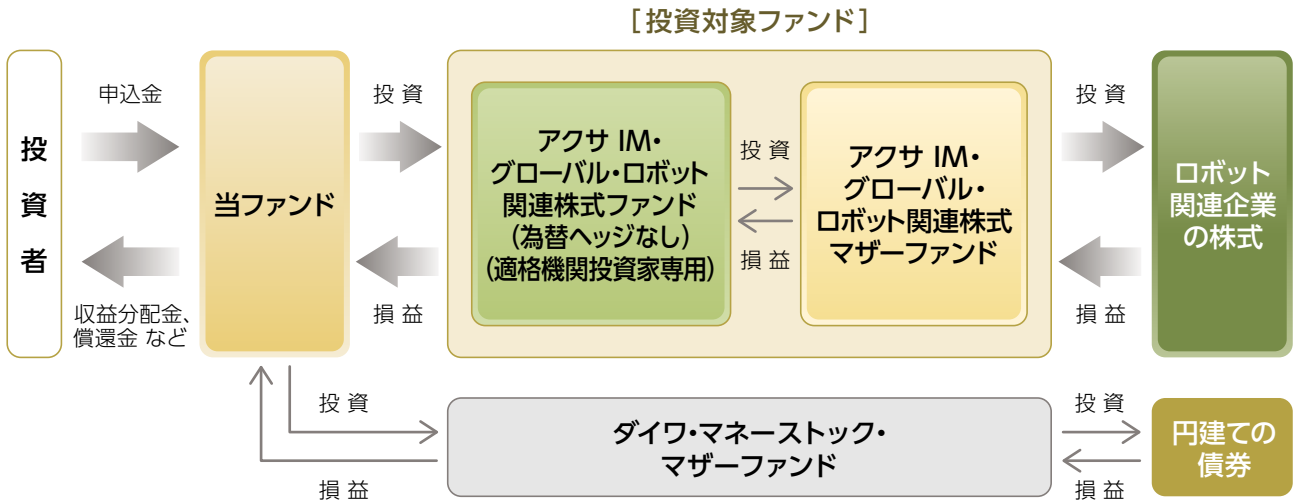 [投資対象ファンド]
投資者
申込金
収益分配金、
償還金 など
当ファンド
投 資
損 益
アクサ IM・
グローバル・ロボット
関連株式ファンド
(為替ヘッジなし)
(適格機関投資家専用)
投 資
損 益
アクサ IM・
グローバル・
ロボット関連株式
マザーファンド
投 資
損 益
ロボット
関連企業
の株式
投 資
損 益
ダイワ・マネーストック・
マザーファンド
投 資
損 益
円建ての
債券